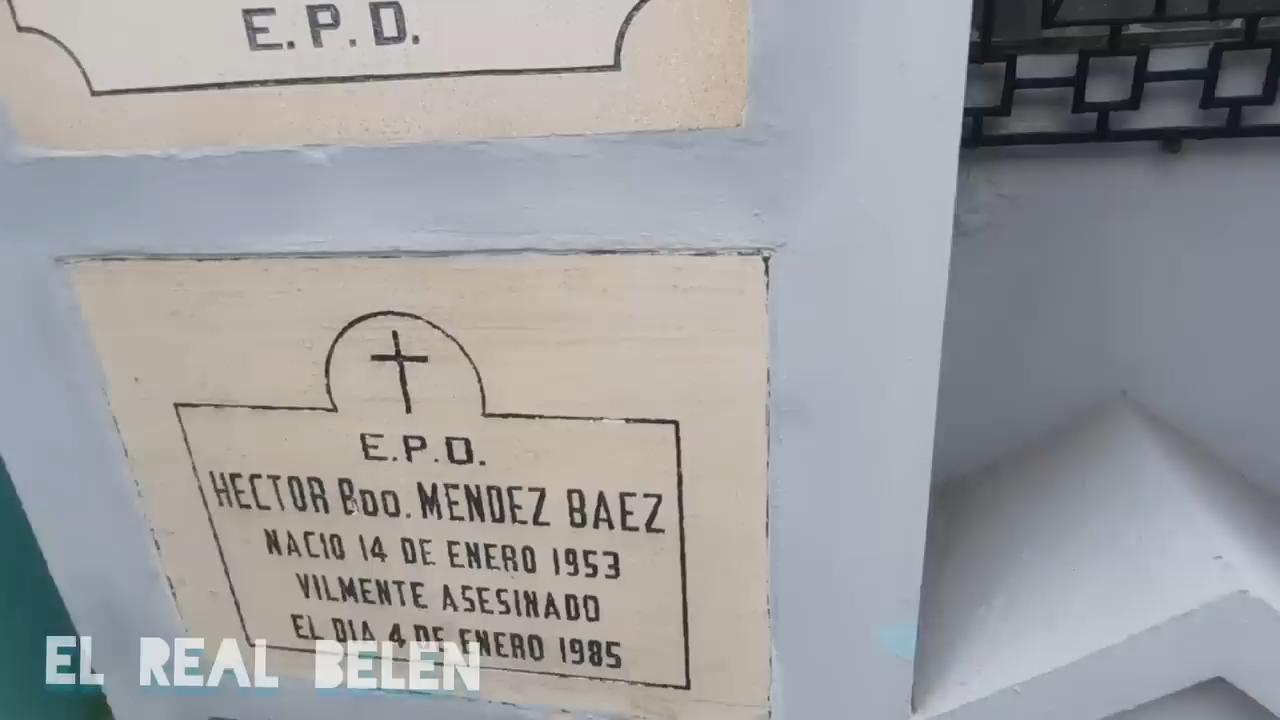 E.P.D.
E.P.D.
HECTOR Bdo. MENDEZ BAEZ
NACIO 14 DE ENERO 1953
VILMENTE ASESINADO
EL DIA 4 DE ENERO 1985
EL REAL BELEN